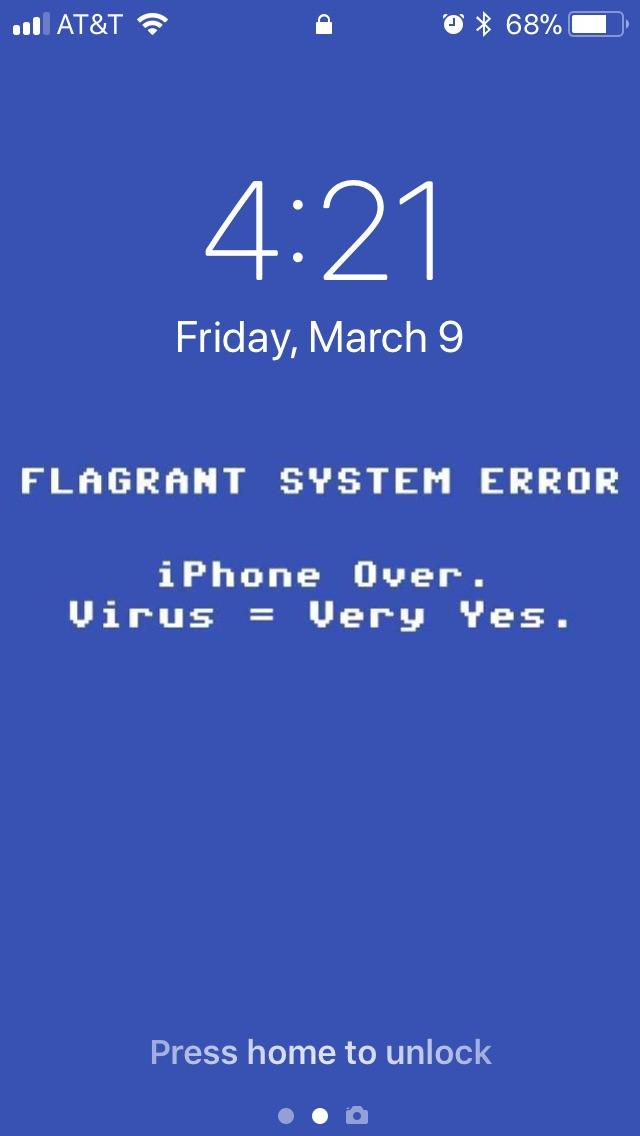 AT&T 68%
4:21
Friday, March 9
FLAGRANT SYSTEM ERROR
iPhone Over.
Virus = Very Yes.
Press home to unlock